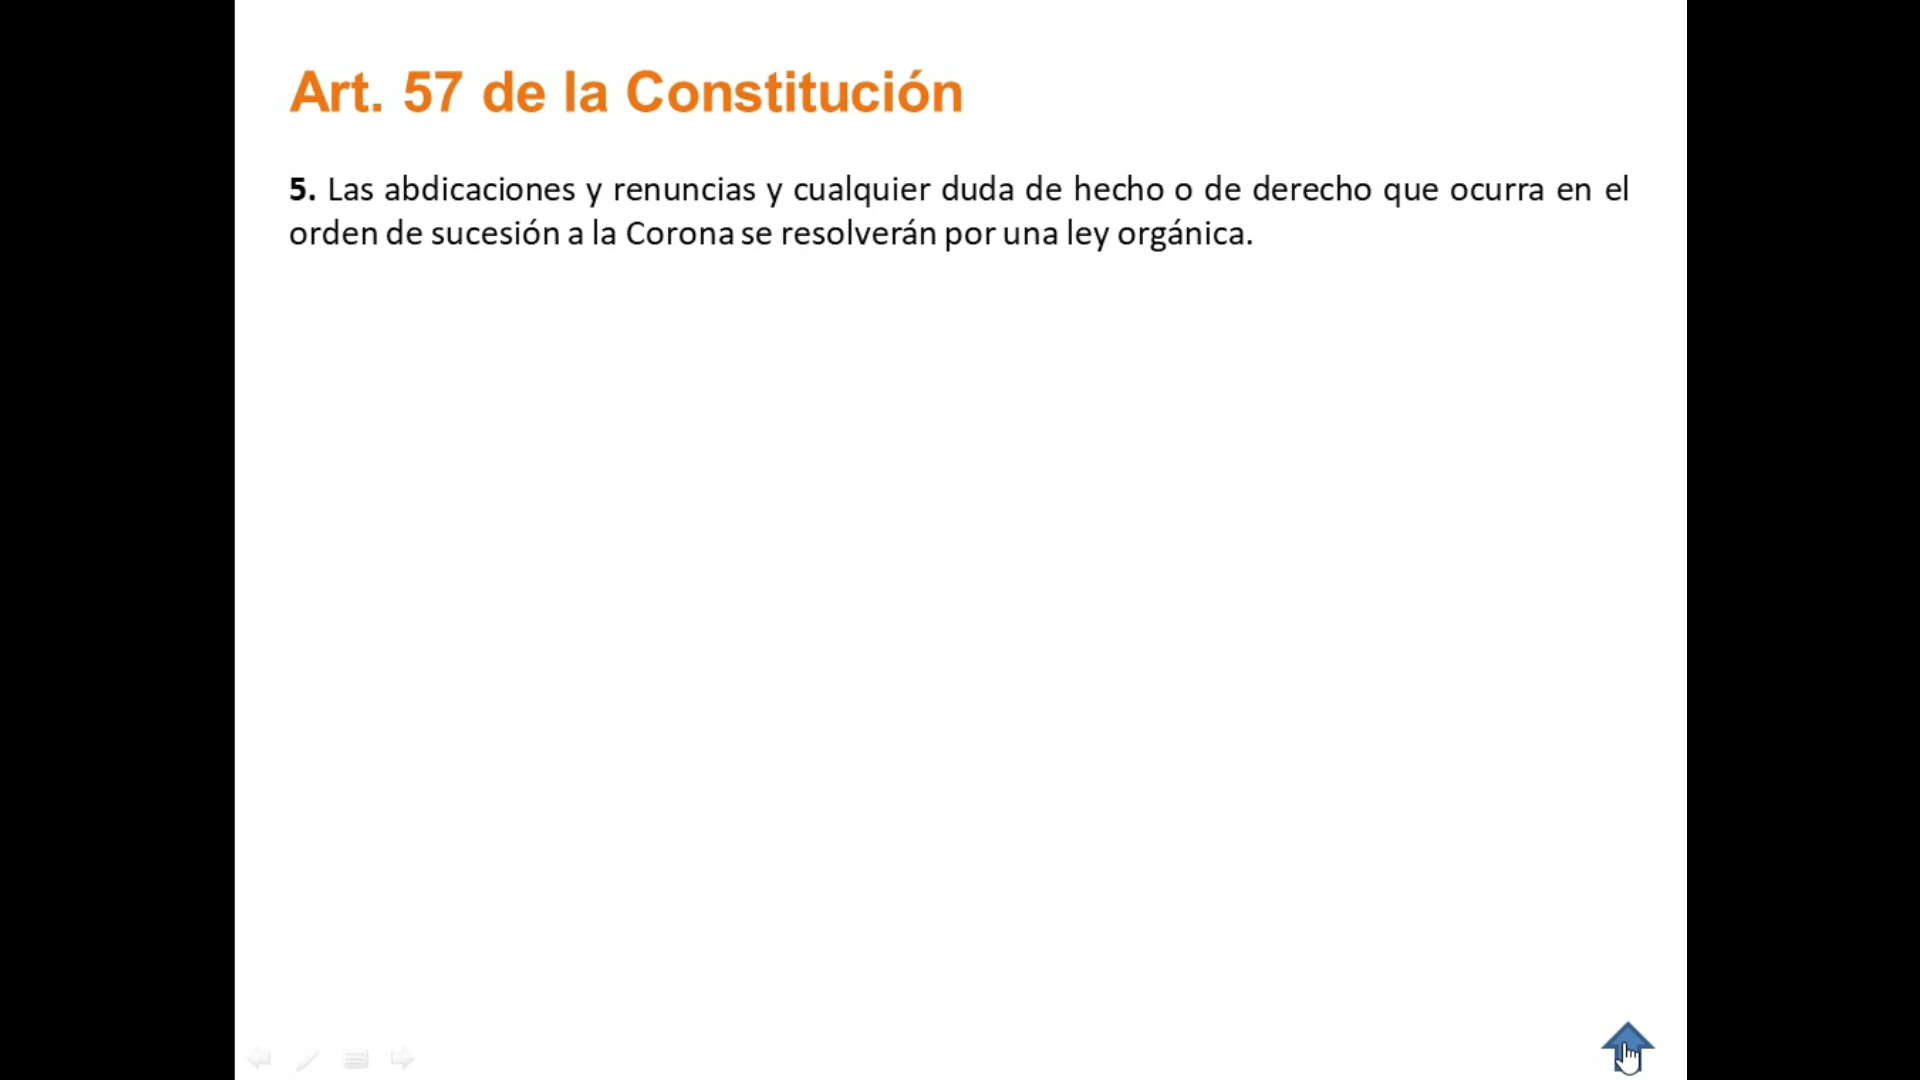 Art. 57 de la Constitución
5. Las abdicaciones y renuncias y cualquier duda de hecho o de derecho que ocurra en el
orden de sucesión a la Corona se resolverán por una ley orgánica.